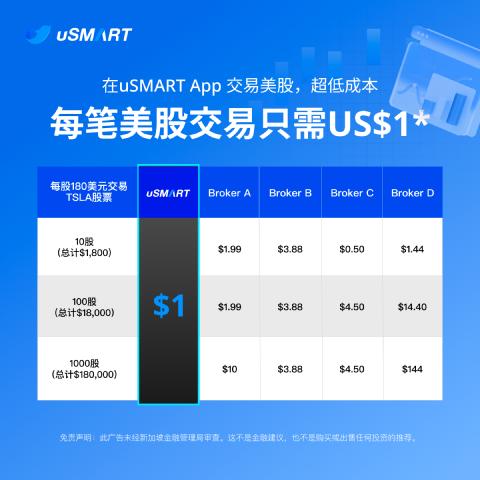 uSMART
在uSMART App 交易美股，超低成本
每笔美股交易只需US$1*
每股180美元交易
TSLA股票
uSMART
Broker A
Broker B
Broker C
Broker D
10股
(总计$1,800)
$1.99
$3.88
$0.50
$1.44
100股
(总计$18,000)
$1
$1.99
$3.88
$4.50
$14.40
1000股
(总计$180,000)
$10
$3.88
$4.50
$144
免责声明：此广告未经新加坡金融管理局审查。这不是金融建议，也不是购买或出售任何投资的推荐。